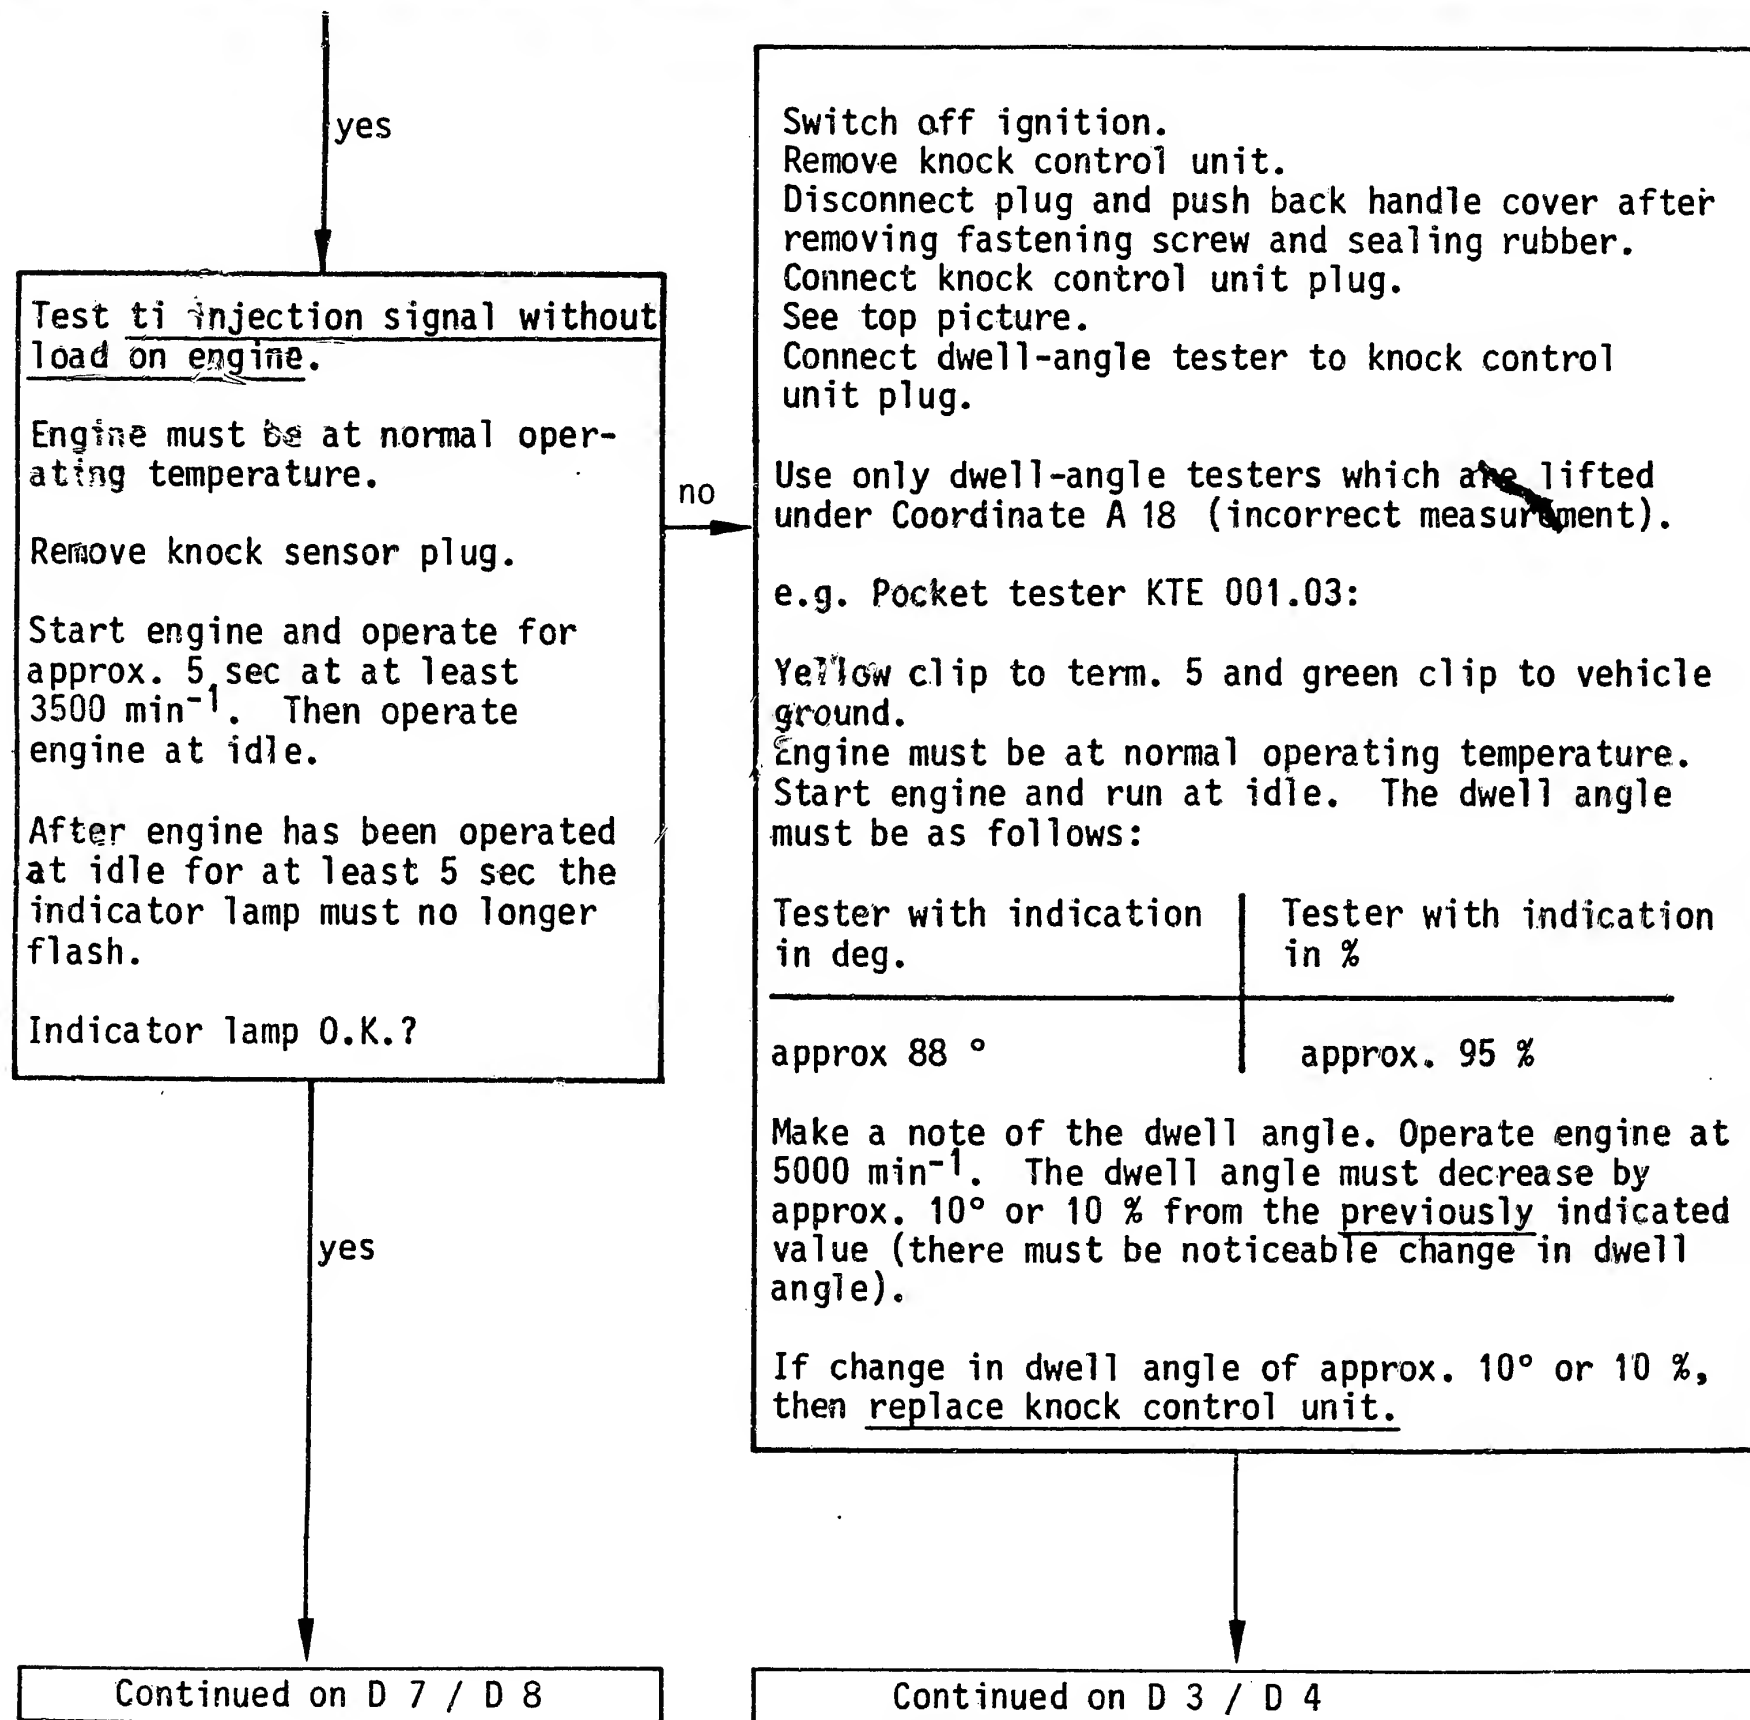 yes
Test ti injection signal without
load on engine.
Engine must be at normal oper-
ating temperature.
Remove knock sensor plug.
Start engine and operate for
approx. 5 sec at at least
3500 min⁻¹. Then operate
engine at idle.
After engine has been operated
at idle for at least 5 sec the
indicator lamp must no longer
flash.
Indicator lamp O.K.?
no
yes
Continued on D 7 / D 8
Switch off ignition.
Remove knock control unit.
Disconnect plug and push back handle cover after
removing fastening screw and sealing rubber.
Connect knock control unit plug.
See top picture.
Connect dwell-angle tester to knock control
unit plug.
Use only dwell-angle testers which are lifted
under Coordinate A 18 (incorrect measurement).
e.g. Pocket tester KTE 001.03:
Yellow clip to term. 5 and green clip to vehicle
ground.
Engine must be at normal operating temperature.
Start engine and run at idle. The dwell angle
must be as follows:
Tester with indication
in deg.
Tester with indication
in %
approx 88 °
approx. 95 %
Make a note of the dwell angle. Operate engine at
5000 min⁻¹. The dwell angle must decrease by
approx. 10° or 10 % from the previously indicated
value (there must be noticeable change in dwell
angle).
If change in dwell angle of approx. 10° or 10 %,
then replace knock control unit.
Continued on D 3 / D 4